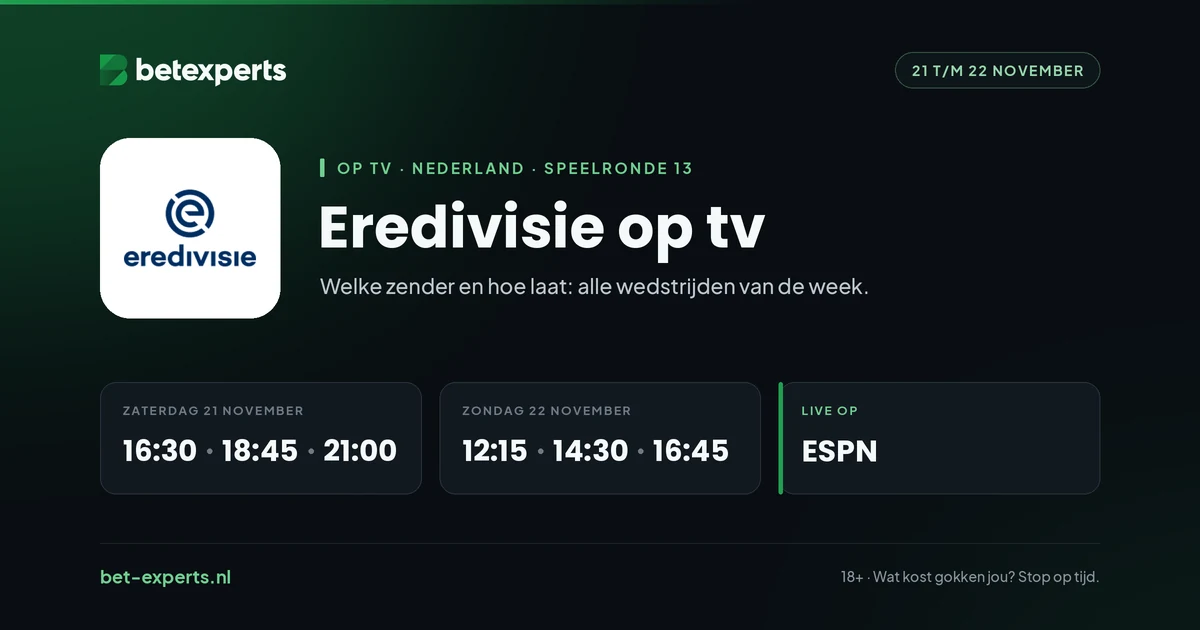 betexperts
21 T/M 22 NOVEMBER
eredivisie
OP TV · NEDERLAND · SPEELRONDE 13
Eredivisie op tv
Welke zender en hoe laat: alle wedstrijden van de week.
ZATERDAG 21 NOVEMBER
16:30 · 18:45 · 21:00
ZONDAG 22 NOVEMBER
12:15 · 14:30 · 16:45
LIVE OP
ESPN
bet-experts.nl
18+ · Wat kost gokken jou? Stop op tijd.